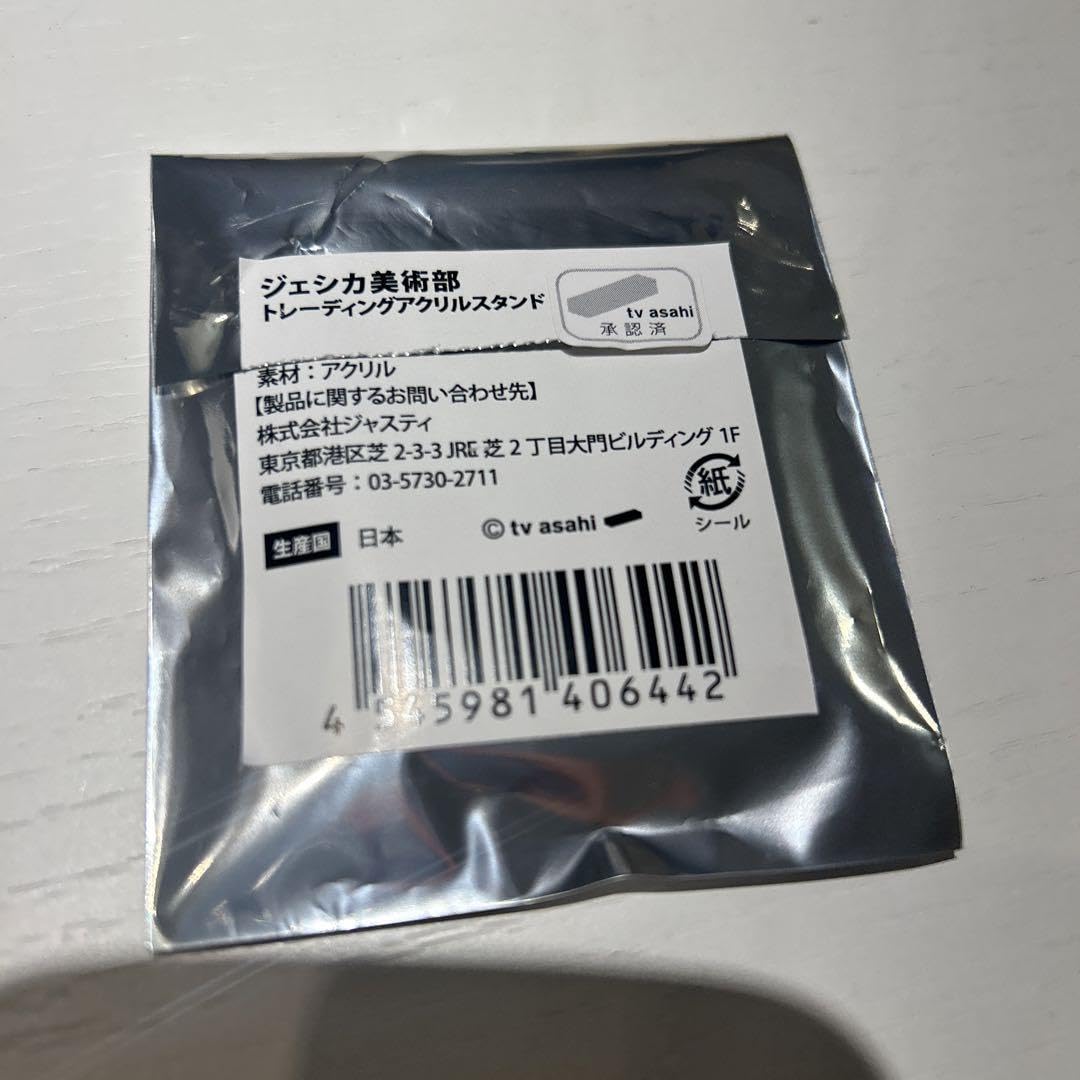 ジェシカ美術部
トレーディングアクリルスタンド
tv asahi
承認済
素材：アクリル
【製品に関するお問い合わせ先】
株式会社ジャスティ
東京都港区芝 2-3-3 JRE 芝 2 丁目大門ビルディング 1F
電話番号：03-5730-2711
紙
シール
生産国 日本 © tv asahi
4 545981 406442